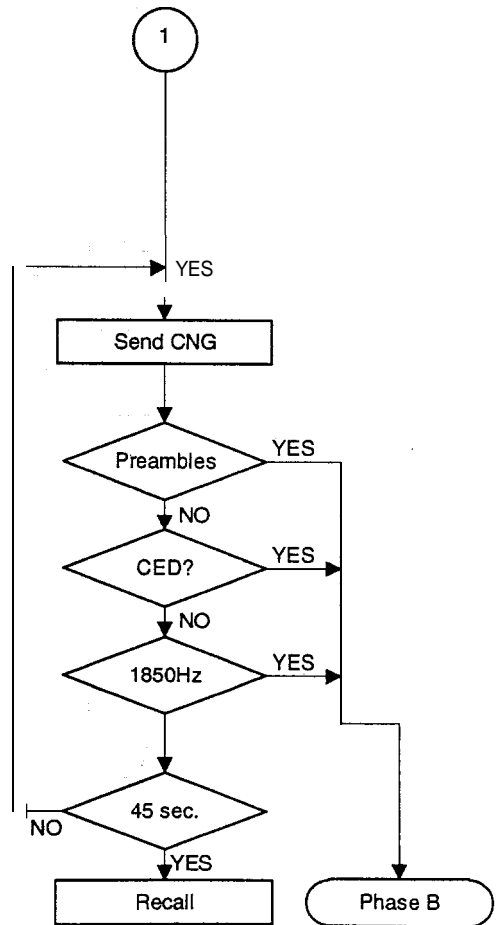 1
YES
Send CNG
Preambles
YES
NO
CED?
YES
NO
1850Hz
YES
45 sec.
NO
YES
Recall
Phase B